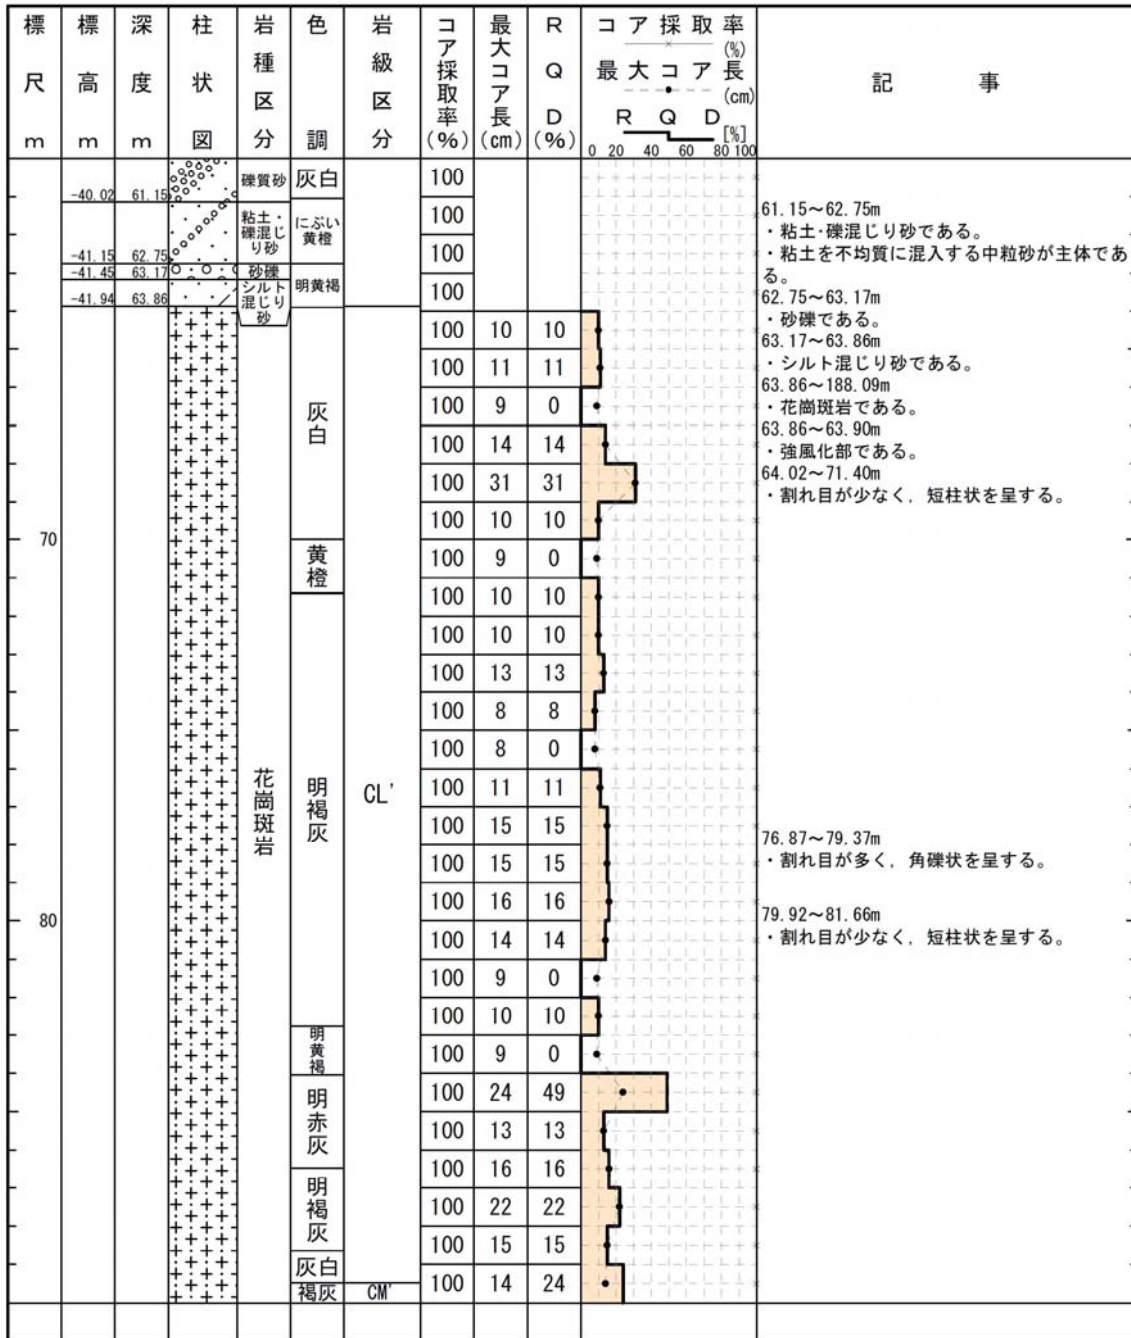 標尺m
標高m
深度m
柱状図
岩種区分
色調
岩級区分
コア採取率(%)
最大コア長(cm)
RQD(%)
コア採取率
(%)
最大コア長
(cm)
R Q D
[%]
0 20 40 60 80 100
記事
礫質砂 灰白 100
-40.02 61.15
粘土・礫混じり砂 にぶい黄橙 100
100
-41.15 62.75
砂礫 明黄褐
-41.45 63.17
シルト混じり砂 100
-41.94 63.86
61.15～62.75m
・粘土・礫混じり砂である。
・粘土を不均質に混入する中粒砂が主体であ
る。
62.75～63.17m
・砂礫である。
63.17～63.86m
・シルト混じり砂である。
63.86～188.09m
・花崗斑岩である。
63.86～63.90m
・強風化部である。
64.02～71.40m
・割れ目が少なく，短柱状を呈する。
花崗斑岩
CL'
灰白
100 10 10
100 11 11
100 9 0
100 14 14
100 31 31
100 10 10
70
黄橙
100 9 0
明褐灰
100 10 10
100 10 10
100 13 13
100 8 8
100 8 0
100 11 11
100 15 15
100 15 15
100 16 16
76.87～79.37m
・割れ目が多く，角礫状を呈する。
80
100 14 14
100 9 0
100 10 10
79.92～81.66m
・割れ目が少なく，短柱状を呈する。
明黄褐
100 9 0
明赤灰
100 24 49
100 13 13
100 16 16
明褐灰
100 22 22
100 15 15
灰白
100 14 24
褐灰 CM'